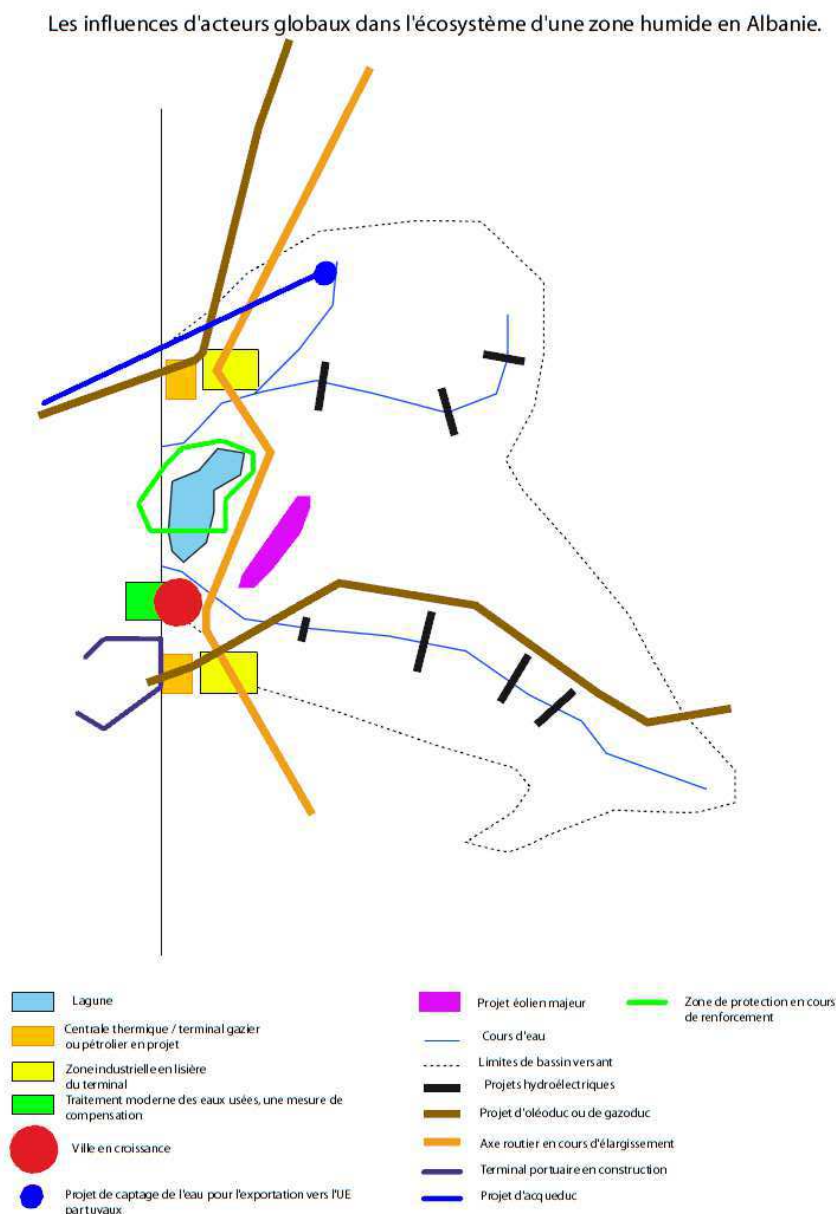 Les influences d'acteurs globaux dans l'écosystème d'une zone humide en Albanie.
Lagune
Centrale thermique / terminal gazier
ou pétrolier en projet
Zone industrielle en lisière
du terminal
Traitement moderne des eaux usées, une mesure de
compensation
Ville en croissance
Projet de captage de l'eau pour l'exportation vers l'UE
par tuyaux
Projet éolien majeur
Cours d'eau
Limites de bassin versant
Projets hydroélectriques
Projet d'oléoduc ou de gazoduc
Axe routier en cours d'élargissement
Terminal portuaire en construction
Projet d'acqueduc
Zone de protection en cours
de renforcement